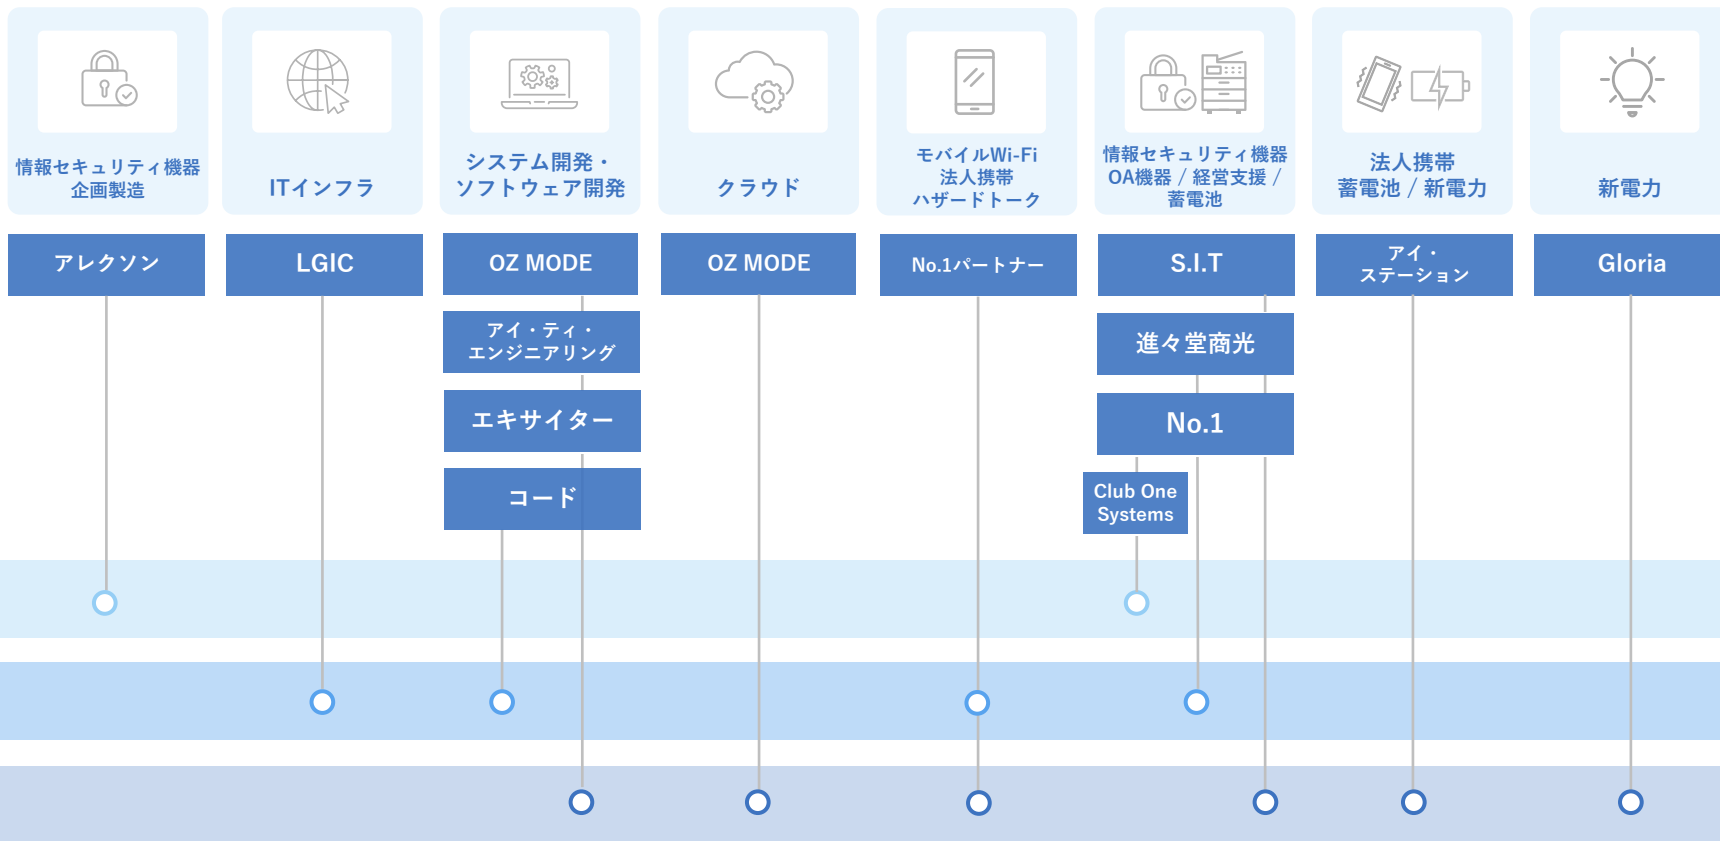 情報セキュリティ機器
企画製造
ITインフラ
システム開発・
ソフトウェア開発
クラウド
モバイルWi-Fi
法人携帯
ハザードトーク
情報セキュリティ機器
OA機器 / 経営支援 /
蓄電池
法人携帯
蓄電池 / 新電力
新電力
アレクソン
LGIC
OZ MODE
OZ MODE
No.1パートナー
S.I.T
アイ・
ステーション
Gloria
アイ・ティ・
エンジニアリング
進々堂商光
エキサイター
No.1
コード
Club One
Systems